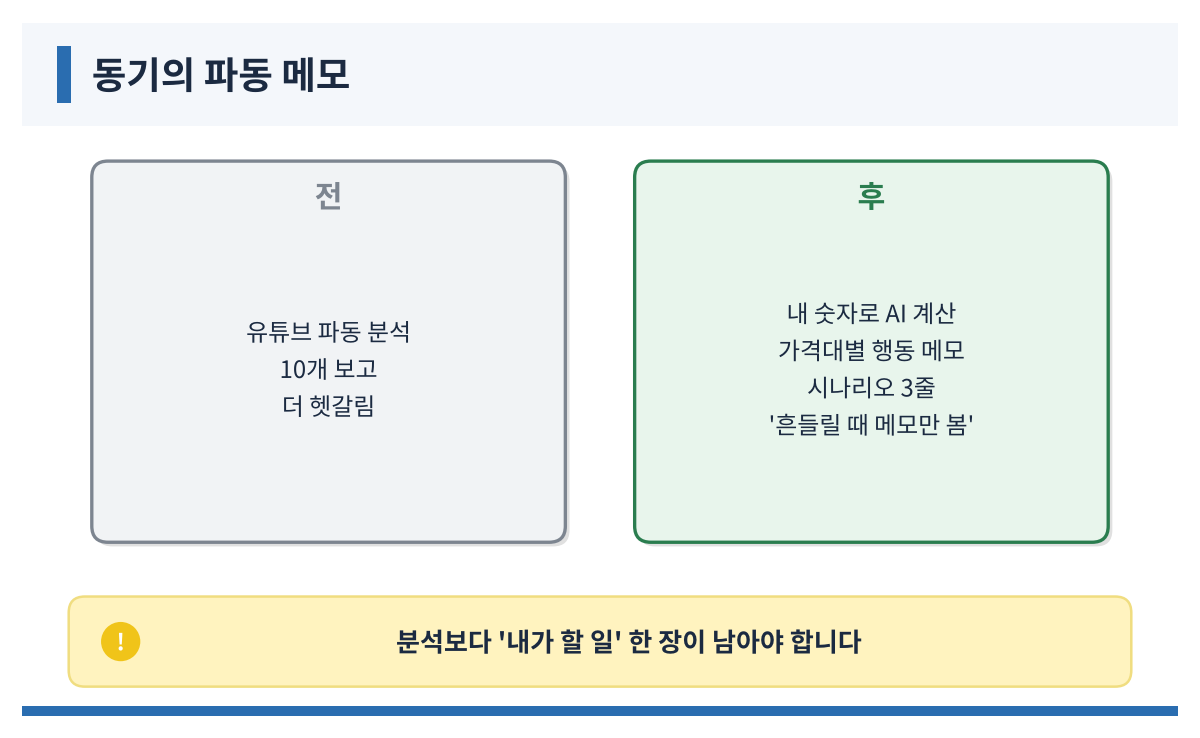 동기의 파동 메모
전
유튜브 파동 분석
10개 보고
더 헷갈림
후
내 숫자로 AI 계산
가격대별 행동 메모
시나리오 3줄
'흔들릴 때 메모만 봄'
!
분석보다 '내가 할 일' 한 장이 남아야 합니다